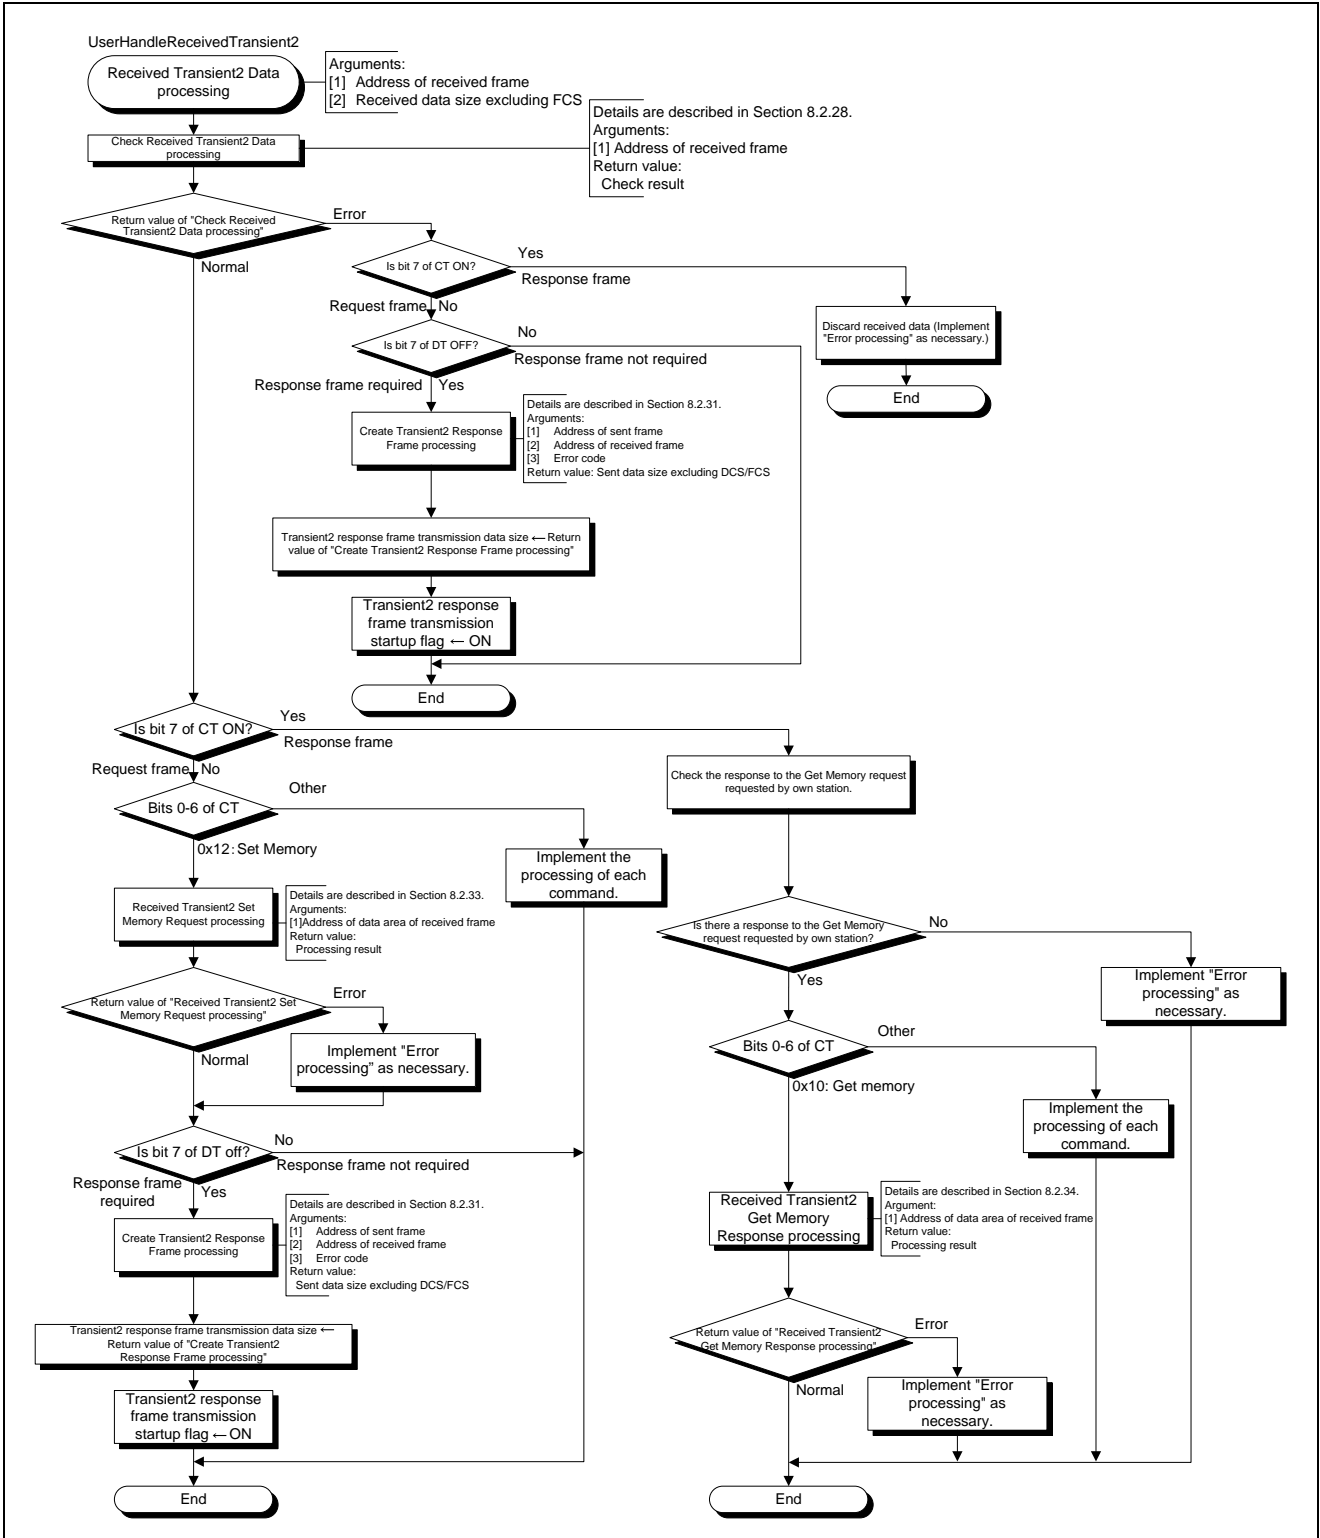 UserHandleReceivedTransient2
Received Transient2 Data
processing
Arguments:
[1] Address of received frame
[2] Received data size excluding FCS
Check Received Transient2 Data
processing
Details are described in Section 8.2.28.
Arguments:
[1] Address of received frame
Return value:
Check result
Return value of "Check Received
Transient2 Data processing"
Error
Normal
Is bit 7 of CT ON?
Yes
Response frame
Request frame
No
Discard received data (Implement
"Error processing" as necessary.)
End
Is bit 7 of DT OFF?
No
Response frame not required
Response frame required
Yes
Create Transient2 Response
Frame processing
Details are described in Section 8.2.31.
Arguments:
[1] Address of sent frame
[2] Address of received frame
[3] Error code
Return value: Sent data size excluding DCS/FCS
Transient2 response frame transmission data size ← Return
value of "Create Transient2 Response Frame processing"
Transient2 response
frame transmission
startup flag ← ON
End
Is bit 7 of CT ON?
Yes
Response frame
Request frame
No
Check the response to the Get Memory request
requested by own station.
Bits 0-6 of CT
Other
0x12: Set Memory
Implement the
processing of each
command.
Received Transient2 Set
Memory Request processing
Details are described in Section 8.2.33.
Arguments:
[1]Address of data area of received frame
Return value:
Processing result
Is there a response to the Get Memory
request requested by own station?
No
Yes
Implement "Error
processing" as
necessary.
Return value of "Received Transient2 Set
Memory Request processing"
Error
Normal
Implement "Error
processing” as necessary.
Bits 0-6 of CT
Other
0x10: Get memory
Implement the
processing of each
command.
Is bit 7 of DT off?
No
Response frame not required
Response frame
required
Yes
Create Transient2 Response
Frame processing
Details are described in Section 8.2.31.
Arguments:
[1] Address of sent frame
[2] Address of received frame
[3] Error code
Return value:
Sent data size excluding DCS/FCS
Received Transient2
Get Memory
Response processing
Details are described in Section 8.2.34.
Argument:
[1] Address of data area of received frame
Return value:
Processing result
Transient2 response frame transmission data size ←
Return value of "Create Transient2
Response Frame processing"
Return value of "Received Transient2
Get Memory Response processing"
Error
Normal
Implement "Error
processing" as
necessary.
Transient2 response
frame transmission
startup flag ← ON
End
End